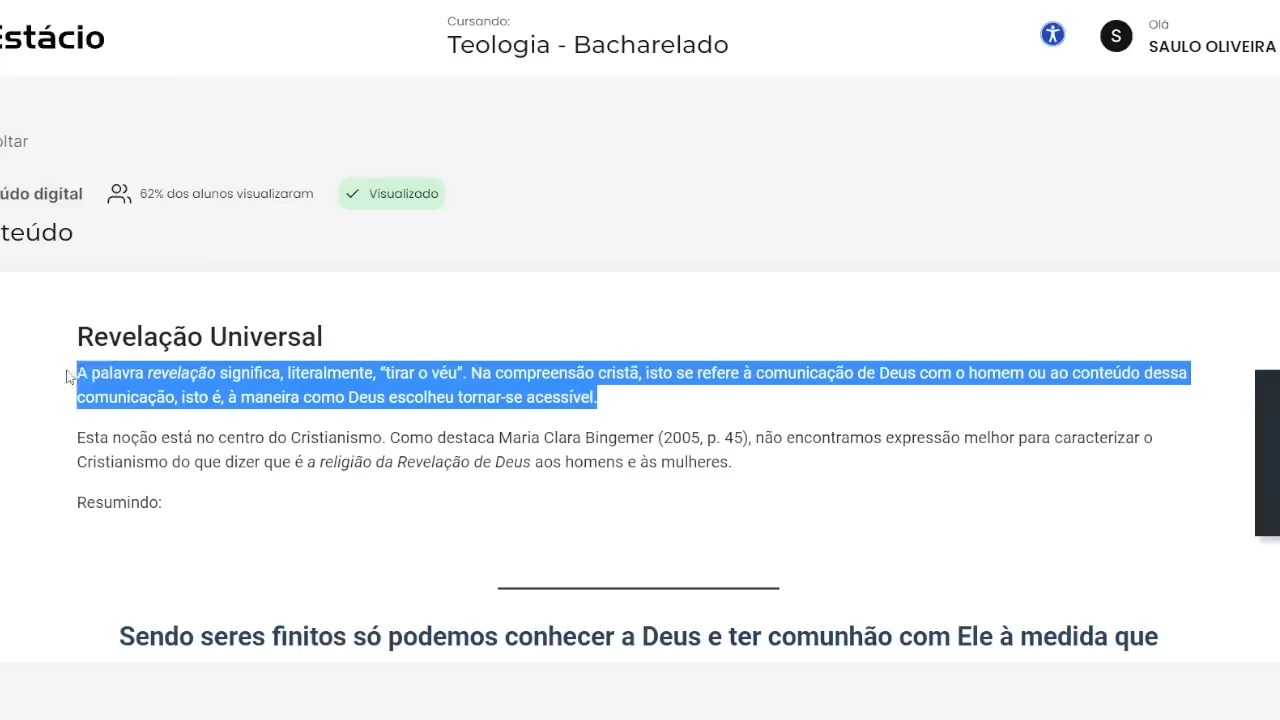 Estácio
Cursando:
Teologia - Bacharelado
S
Olá
SAULO OLIVEIRA
oltar
údo digital
62% dos alunos visualizaram
Visualizado
teúdo
Revelação Universal
A palavra revelação significa, literalmente, “tirar o véu”. Na compreensão cristã, isto se refere à comunicação de Deus com o homem ou ao conteúdo dessa
comunicação, isto é, à maneira como Deus escolheu tornar-se acessível.
Esta noção está no centro do Cristianismo. Como destaca Maria Clara Bingemer (2005, p. 45), não encontramos expressão melhor para caracterizar o
Cristianismo do que dizer que é a religião da Revelação de Deus aos homens e às mulheres.
Resumindo:
Sendo seres finitos só podemos conhecer a Deus e ter comunhão com Ele à medida que